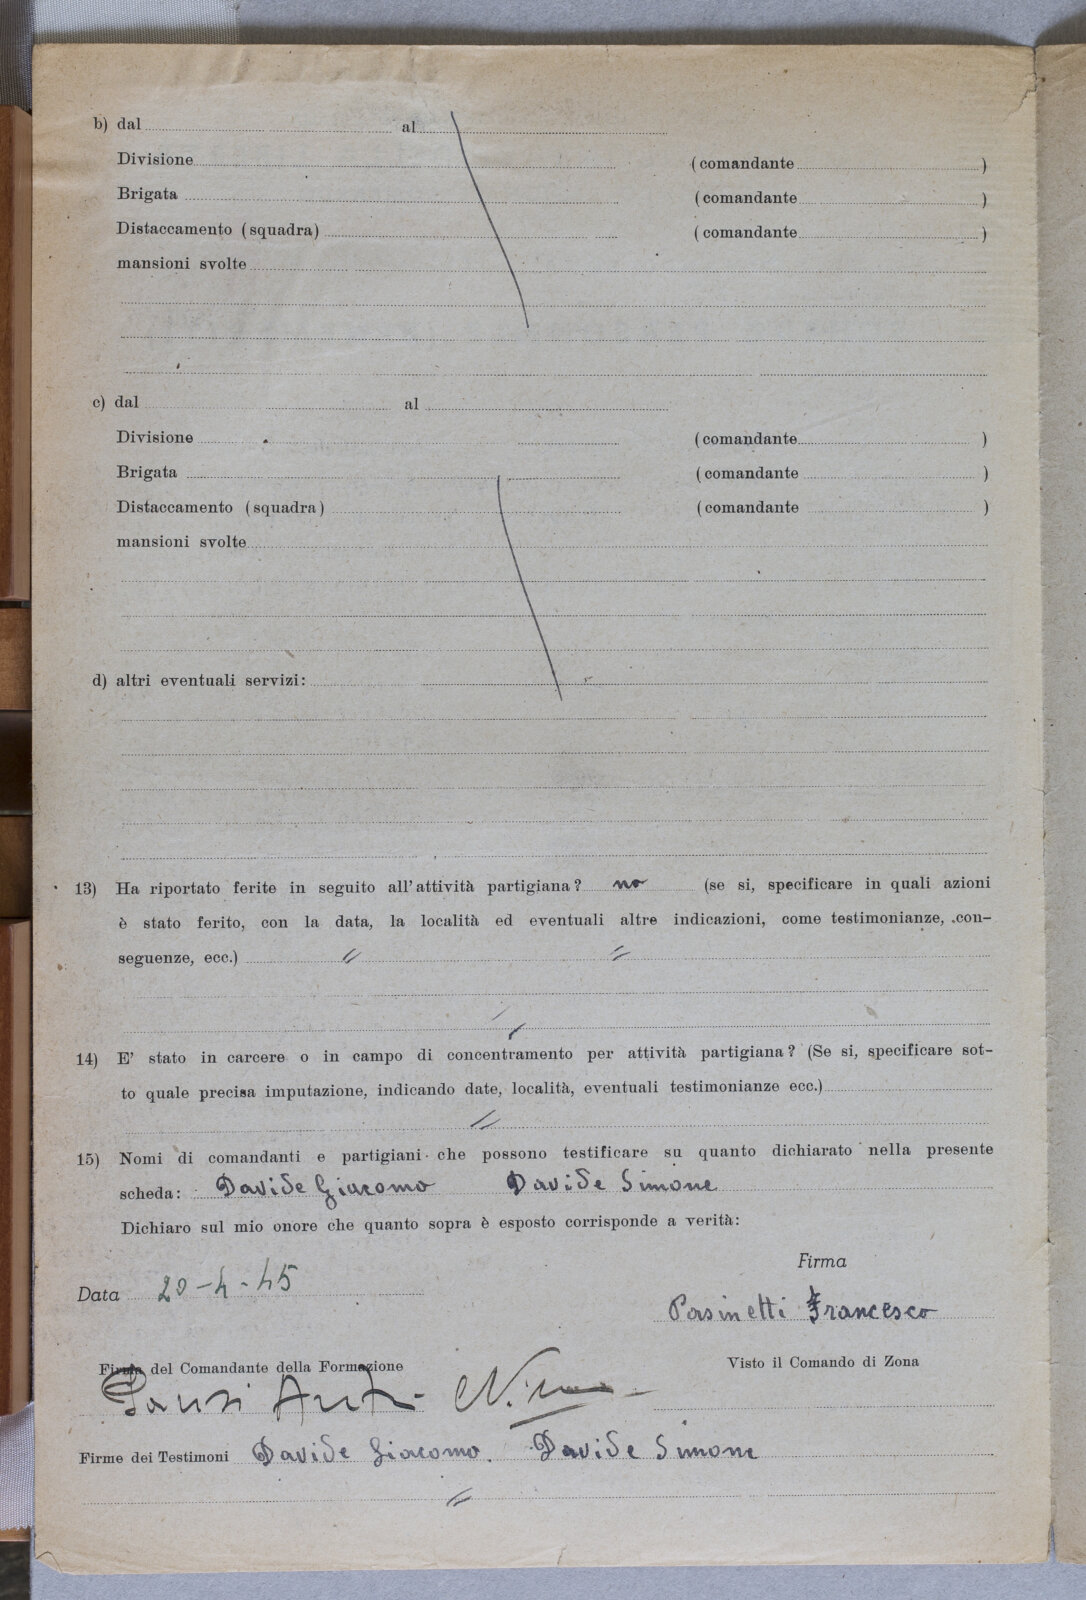 b) dal al
Divisione (comandante )
Brigata (comandante )
Distaccamento (squadra) (comandante )
mansioni svolte
c) dal al
Divisione (comandante )
Brigata (comandante )
Distaccamento (squadra) (comandante )
mansioni svolte
d) altri eventuali servizi:
13) Ha riportato ferite in seguito all'attività partigiana? no (se si, specificare in quali azioni
è stato ferito, con la data, la località ed eventuali altre indicazioni, come testimonianze, con-
seguenze, ecc.) 〃 〃
14) E' stato in carcere o in campo di concentramento per attività partigiana? (Se si, specificare sot-
to quale precisa imputazione, indicando date, località, eventuali testimonianze ecc.)
〃
15) Nomi di comandanti e partigiani che possono testificare su quanto dichiarato nella presente
scheda: Davide Giacomo Davide Simone
Dichiaro sul mio onore che quanto sopra è esposto corrisponde a verità:
Firma
Data 20-4-45
Pasinetti Francesco
Firma del Comandante della Formazione Visto il Comando di Zona
Firme dei Testimoni Davide Giacomo. Davide Simone
〃